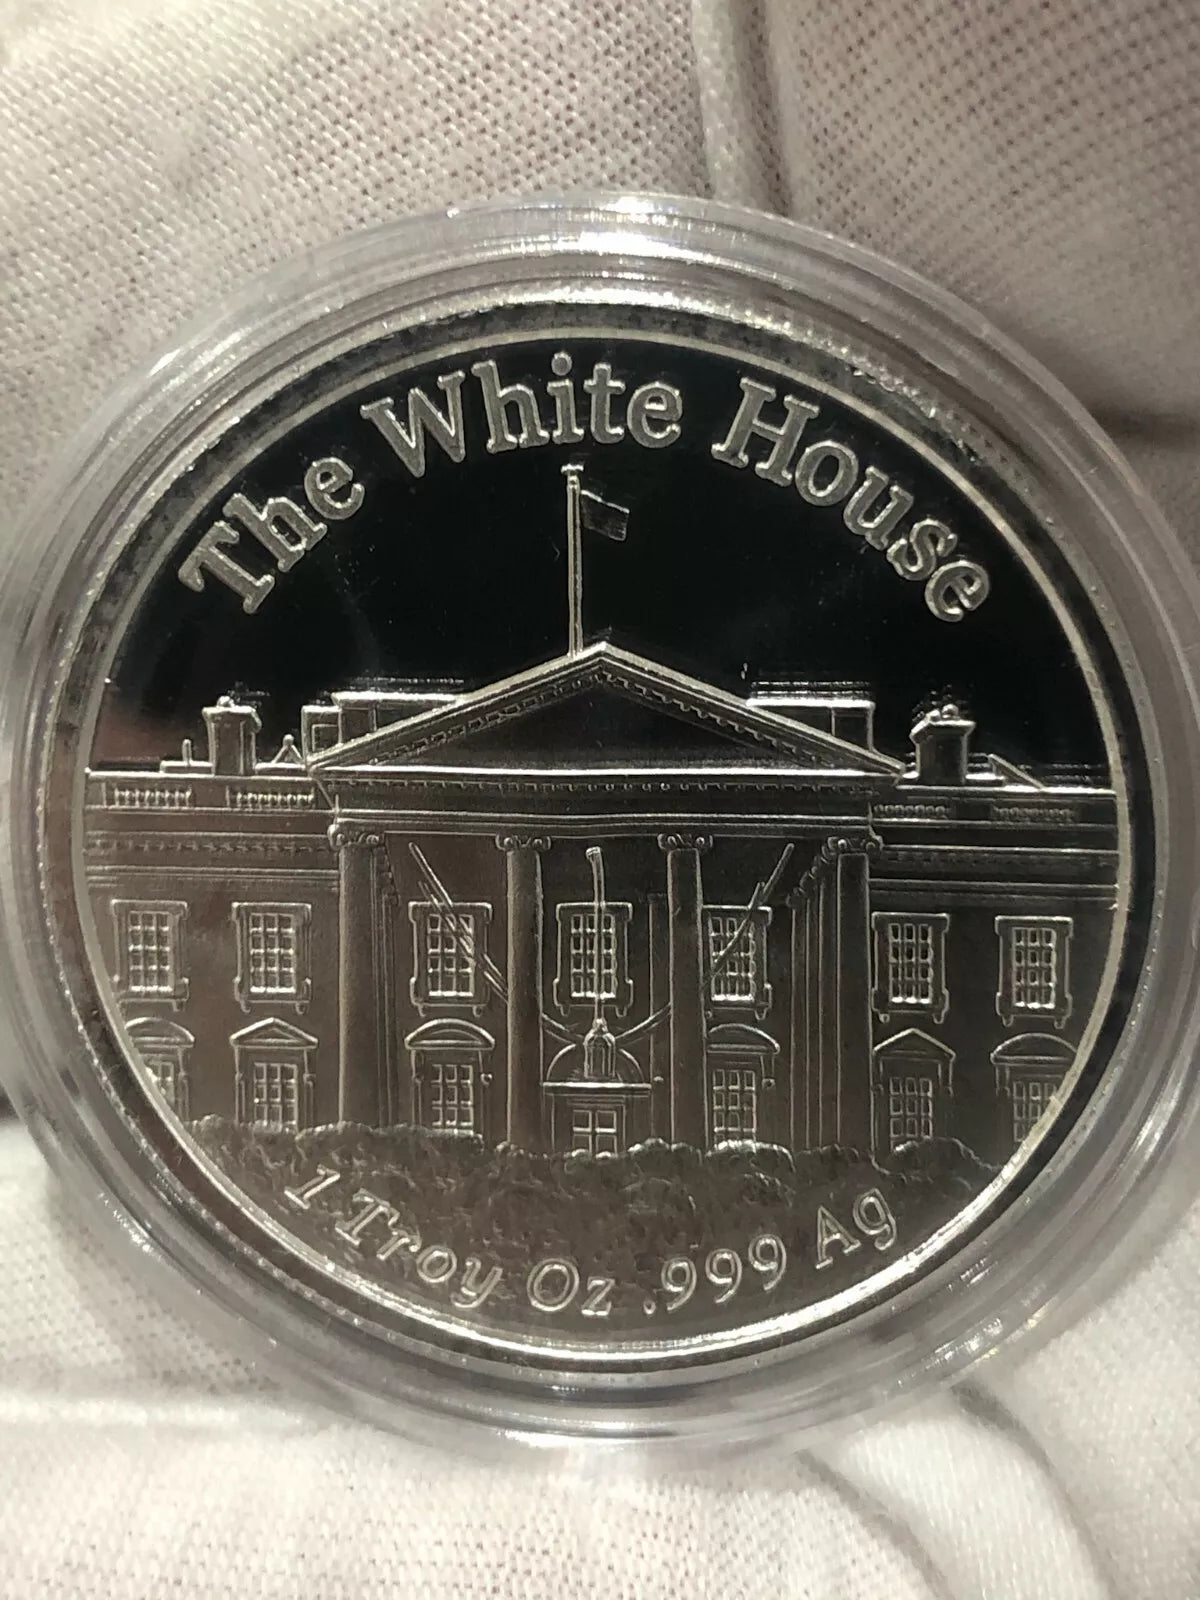 The White House
1 Troy Oz .999 Ag